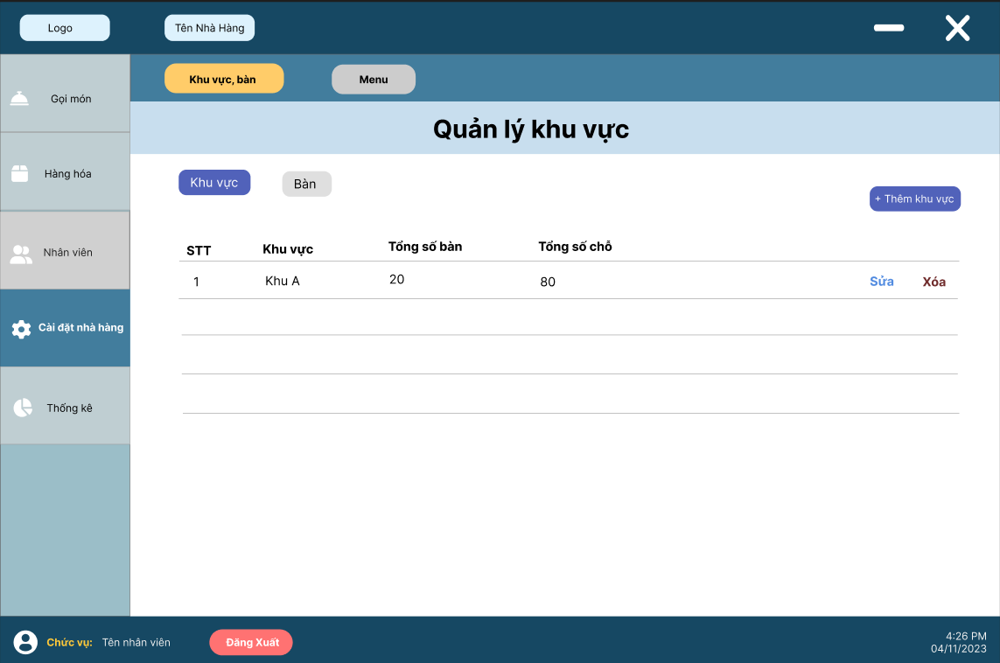 Logo
Tên Nhà Hàng
Khu vực, bàn
Menu
Gọi món
Hàng hóa
Nhân viên
Cài đặt nhà hàng
Thống kê
Quản lý khu vực
Khu vực
Bàn
+ Thêm khu vực
STT Khu vực Tổng số bàn Tổng số chỗ
1 Khu A 20 80 Sửa Xóa
Chức vụ: Tên nhân viên
Đăng Xuất
4:26 PM
04/11/2023